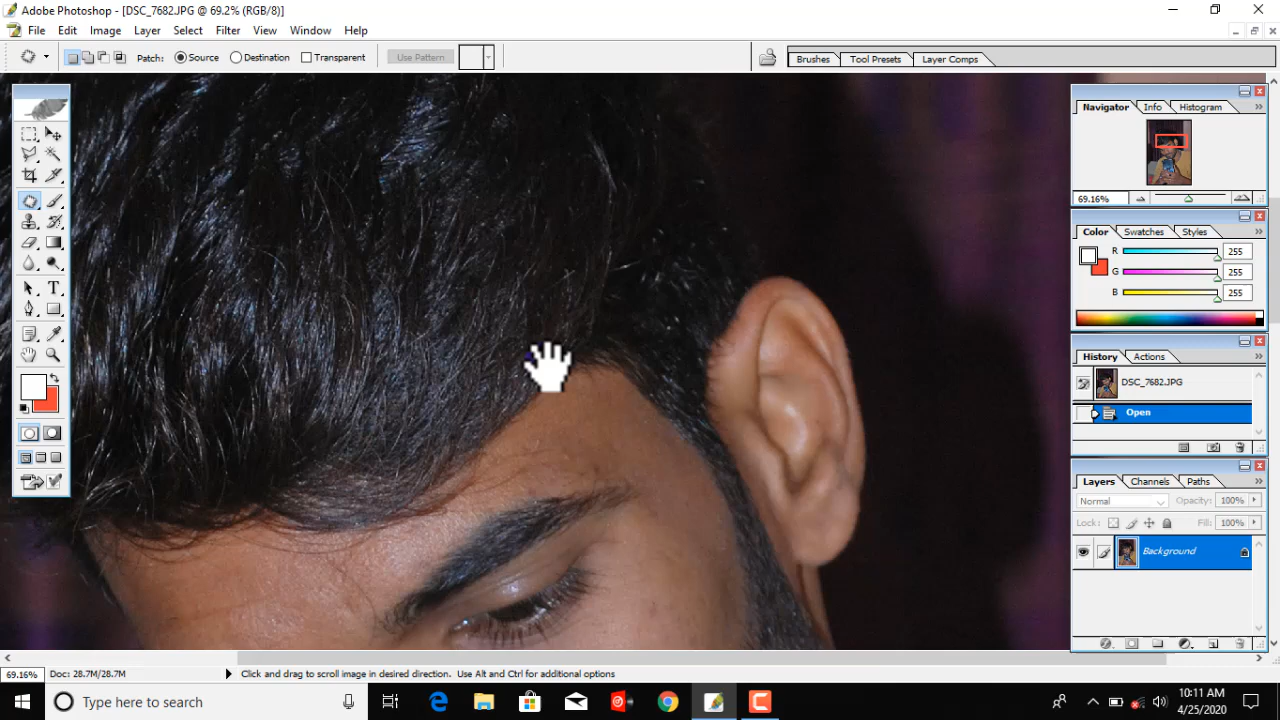 Adobe Photoshop - [DSC_7682.JPG @ 69.2% (RGB/8)]
File Edit Image Layer Select Filter View Window Help
Patch: Source Destination Transparent Use Pattern Brushes Tool Presets Layer Comps
Navigator Info Histogram
69.16%
Color Swatches Styles
R 255
G 255
B 255
History Actions
DSC_7682.JPG
Open
Layers Channels Paths
Normal Opacity: 100%
Lock: Fill: 100%
Background
69.16% Doc: 28.7M/28.7M Click and drag to scroll image in desired direction. Use Alt and Ctrl for additional options
Type here to search
10:11 AM
4/25/2020